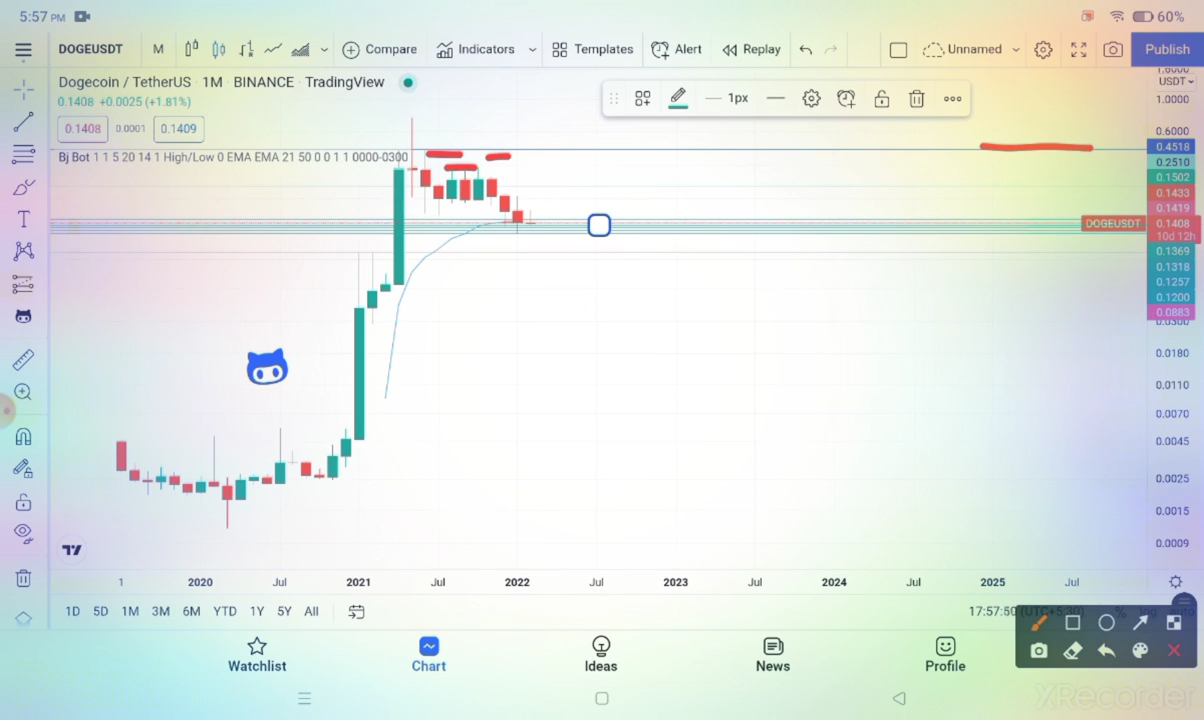 5:57 PM 60%
DOGEUSDT M Compare Indicators Templates Alert Replay Unnamed Publish
Dogecoin / TetherUS · 1M · BINANCE · TradingView
0.1408 +0.0025 (+1.81%)
0.1408 0.0001 0.1409
Bj Bot 1 1 5 20 14 1 High/Low 0 EMA EMA 21 50 0 0 1 1 0000-0300
1px
USDT
1.0000
0.6000
0.4518
0.2510
0.1502
0.1433
0.1419
DOGEUSDT 0.1408
10d 12h
0.1369
0.1318
0.1257
0.1200
0.0883
0.0300
0.0180
0.0110
0.0070
0.0045
0.0025
0.0015
0.0009
1 2020 Jul 2021 Jul 2022 Jul 2023 Jul 2024 Jul 2025 Jul
1D 5D 1M 3M 6M YTD 1Y 5Y All 17:57:50 (UTC+5:30) % log auto
Watchlist Chart Ideas News Profile
XRecorder